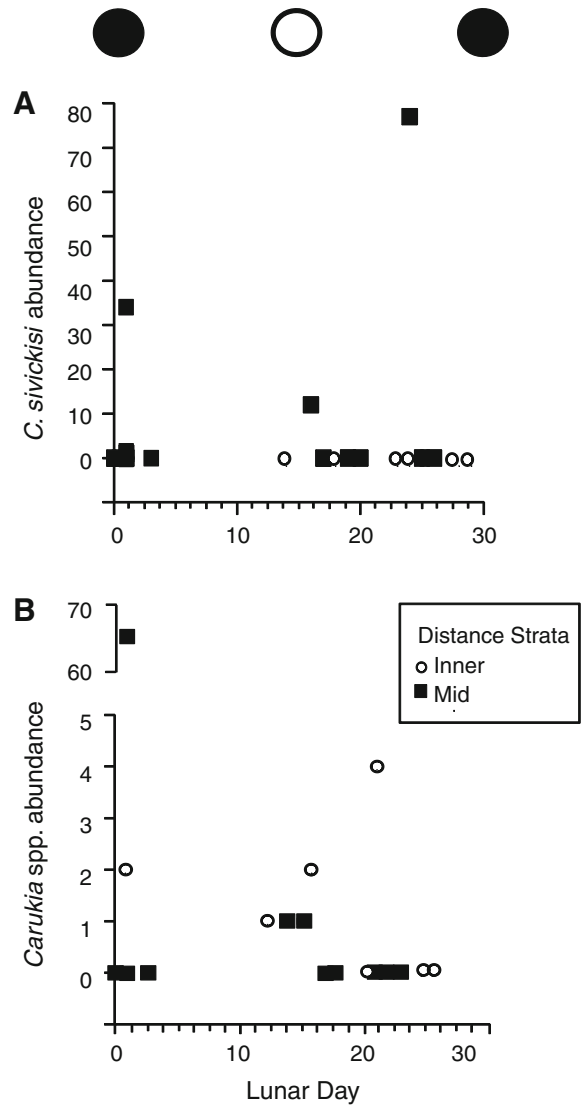 A
80
70
60
50
40
30
20
10
0
C. sivickisi abundance
0 10 20 30
B
70
60
5
4
3
2
1
0
Carukia spp. abundance
Distance Strata
Inner
Mid
0 10 20 30
Lunar Day